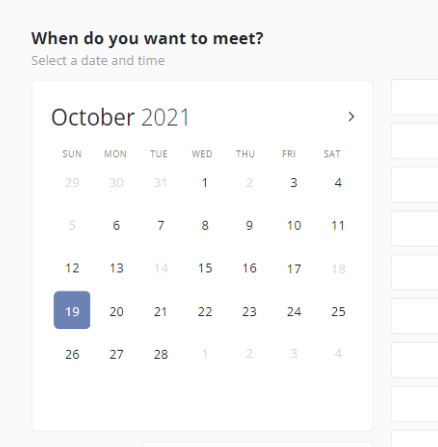 When do you want to meet?
Select a date and time
October 2021
SUN MON TUE WED THU FRI SAT
29 30 31 1 2 3 4
5 6 7 8 9 10 11
12 13 14 15 16 17 18
19 20 21 22 23 24 25
26 27 28 1 2 3 4